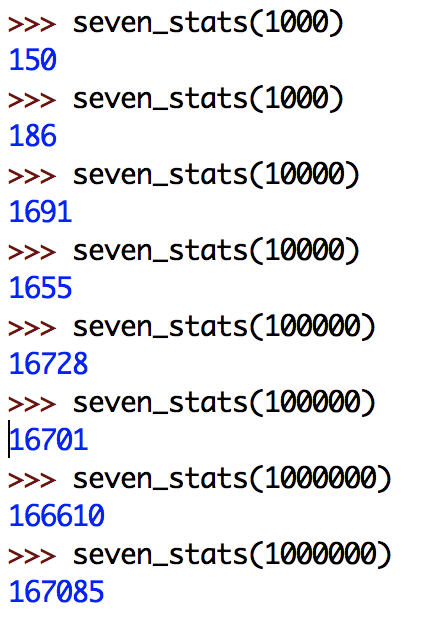 >>> seven_stats(1000)
150
>>> seven_stats(1000)
186
>>> seven_stats(10000)
1691
>>> seven_stats(10000)
1655
>>> seven_stats(100000)
16728
>>> seven_stats(100000)
16701
>>> seven_stats(1000000)
166610
>>> seven_stats(1000000)
167085